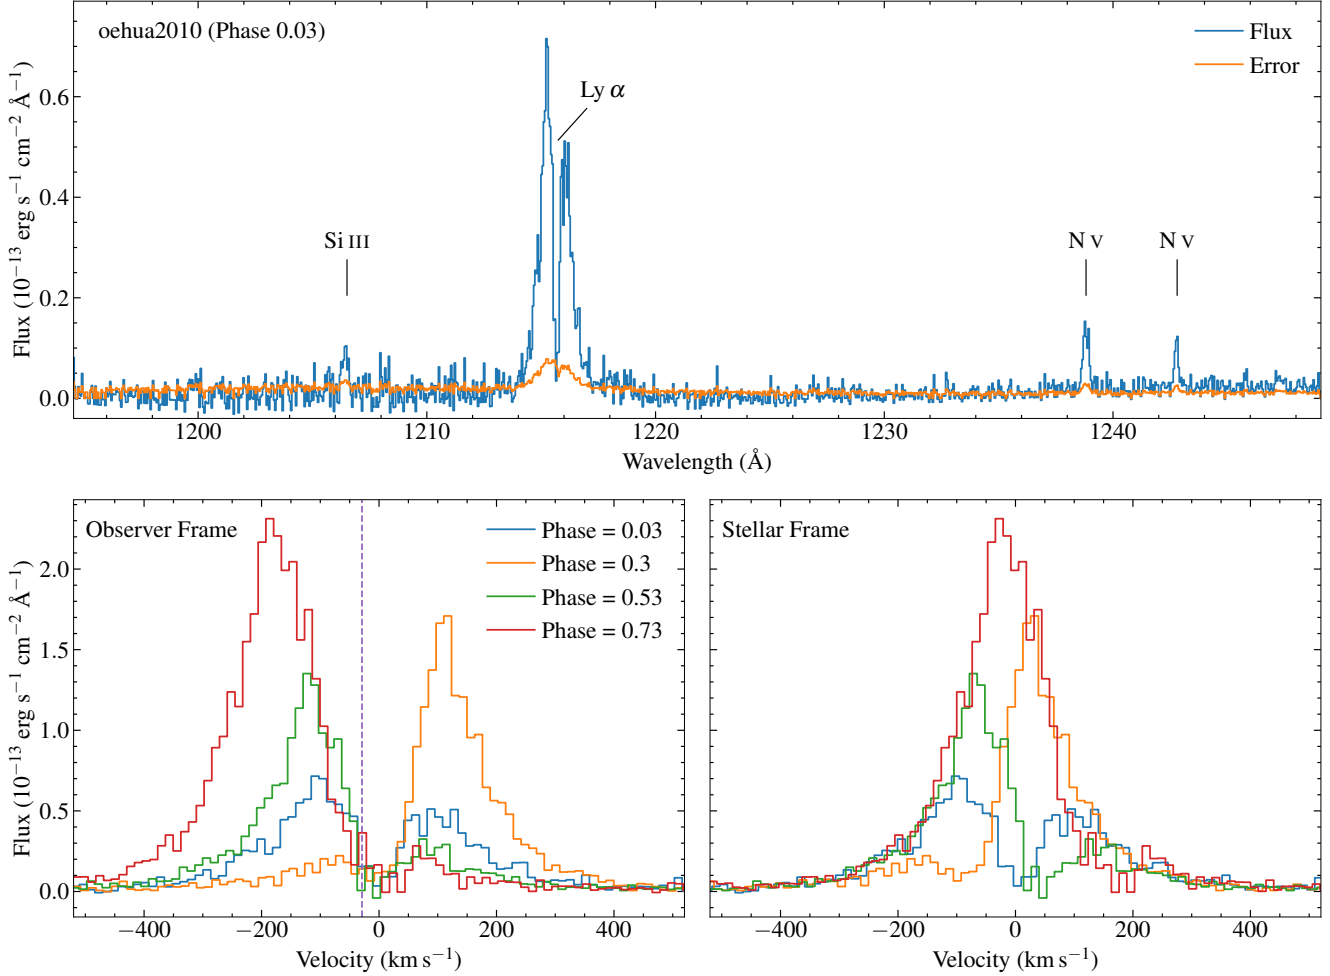 oehua2010 (Phase 0.03)
Flux
Error
Ly α
Si III
N V
N V
Flux (10⁻¹³ erg s⁻¹ cm⁻² Å⁻¹)
0.6
0.4
0.2
0.0
1200
1210
1220
1230
1240
Wavelength (Å)
Observer Frame
Phase = 0.03
Phase = 0.3
Phase = 0.53
Phase = 0.73
Flux (10⁻¹³ erg s⁻¹ cm⁻² Å⁻¹)
2.0
1.5
1.0
0.5
0.0
−400
−200
0
200
400
Velocity (km s⁻¹)
Stellar Frame
−400
−200
0
200
400
Velocity (km s⁻¹)